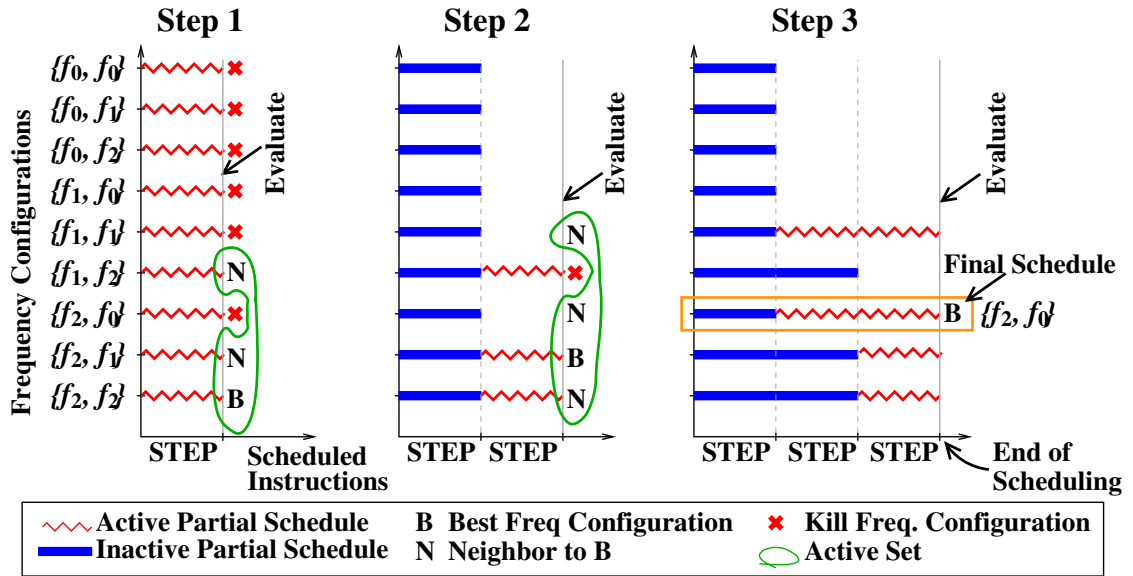 Step 1
Step 2
Step 3
Frequency Configurations
{f₀, f₀}
{f₀, f₁}
{f₀, f₂}
{f₁, f₀}
{f₁, f₁}
{f₁, f₂}
{f₂, f₀}
{f₂, f₁}
{f₂, f₂}
Evaluate
N
N
B
STEP
Scheduled
Instructions
Evaluate
N
N
B
N
STEP STEP
Evaluate
Final Schedule
B {f₂, f₀}
STEP STEP STEP
End of
Scheduling
Active Partial Schedule B Best Freq Configuration Kill Freq. Configuration
Inactive Partial Schedule N Neighbor to B Active Set